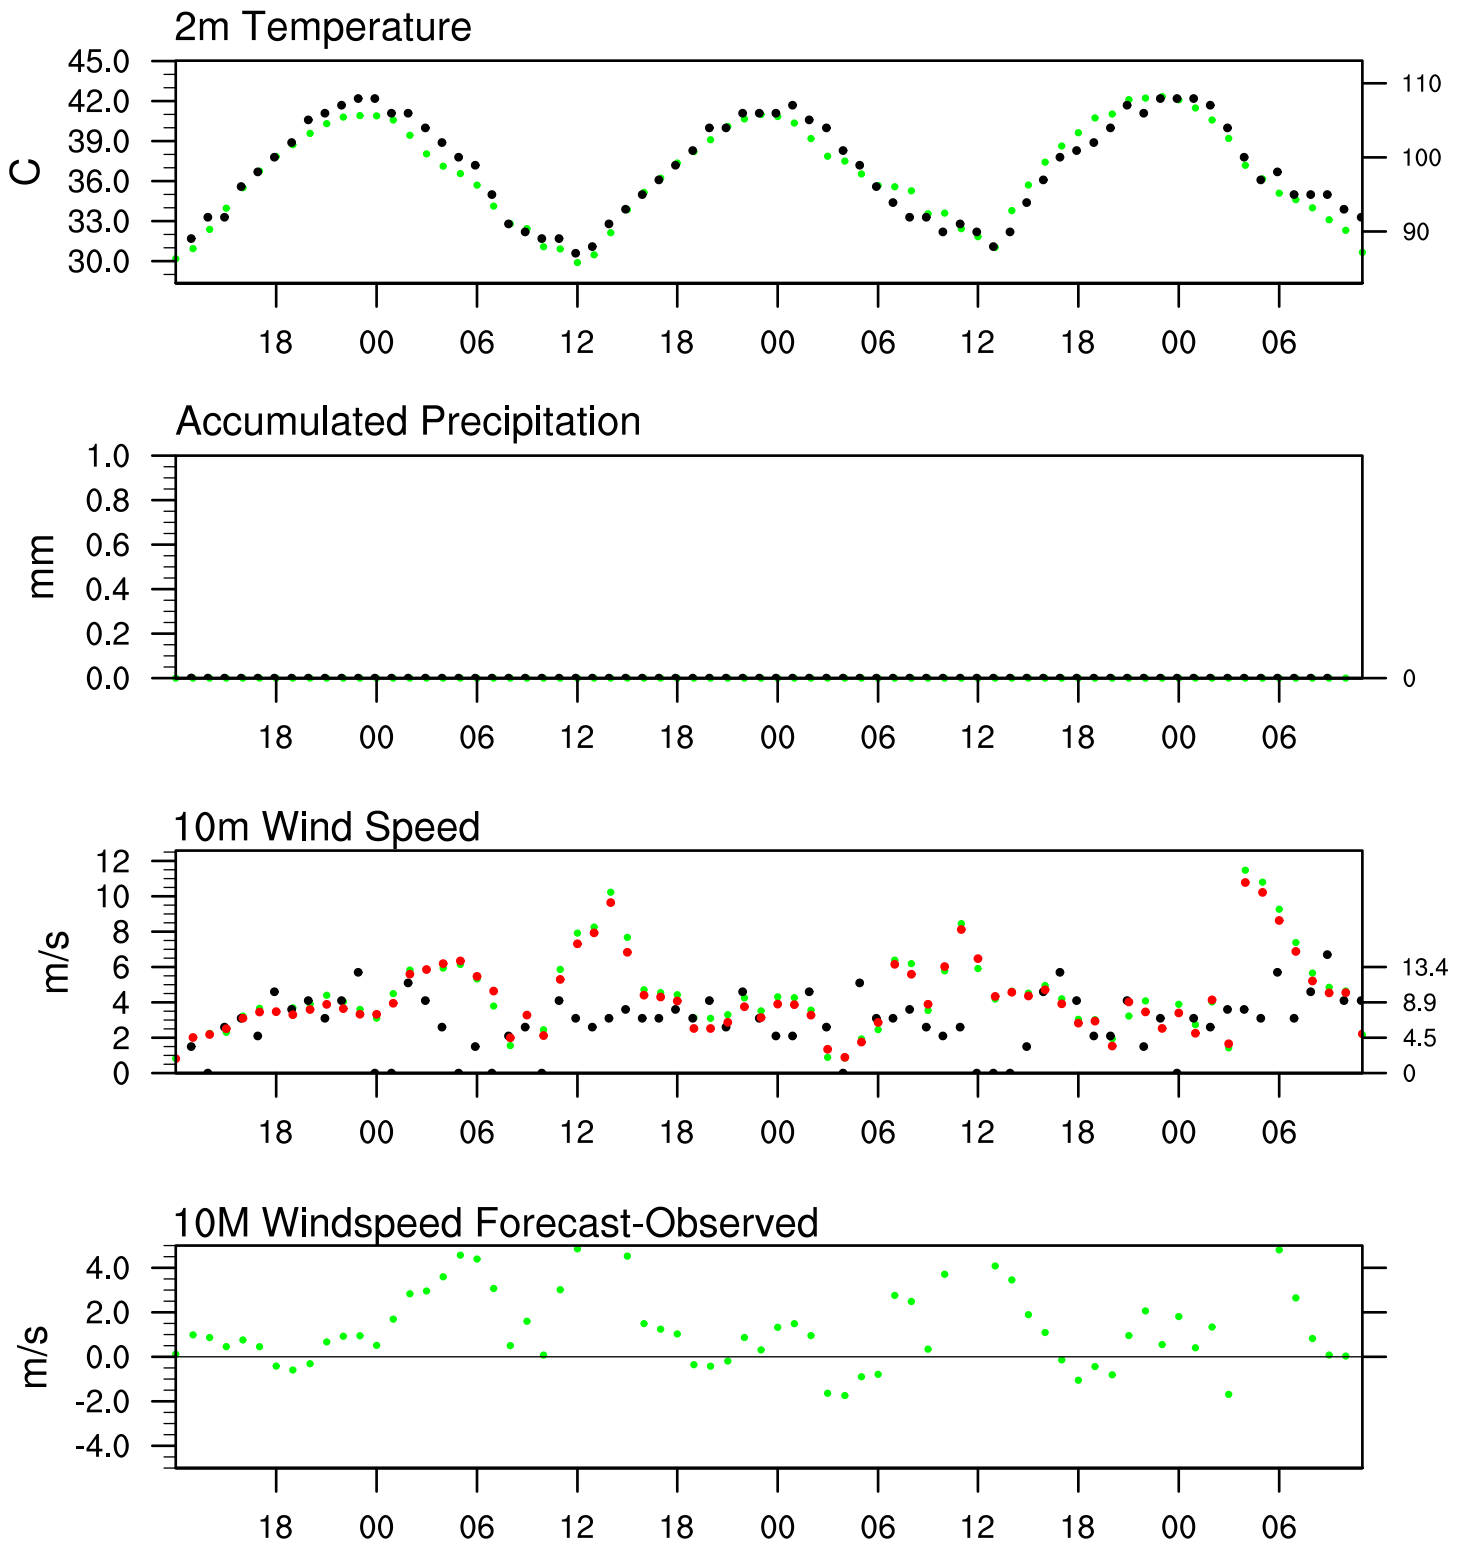 2m Temperature
45.0
42.0
39.0
36.0
33.0
30.0
C
110
100
90
18 00 06 12 18 00 06 12 18 00 06
Accumulated Precipitation
1.0
0.8
0.6
0.4
0.2
0.0
mm
0
18 00 06 12 18 00 06 12 18 00 06
10m Wind Speed
12
10
8
6
4
2
0
m/s
13.4
8.9
4.5
0
18 00 06 12 18 00 06 12 18 00 06
10M Windspeed Forecast-Observed
4.0
2.0
0.0
-2.0
-4.0
m/s
18 00 06 12 18 00 06 12 18 00 06